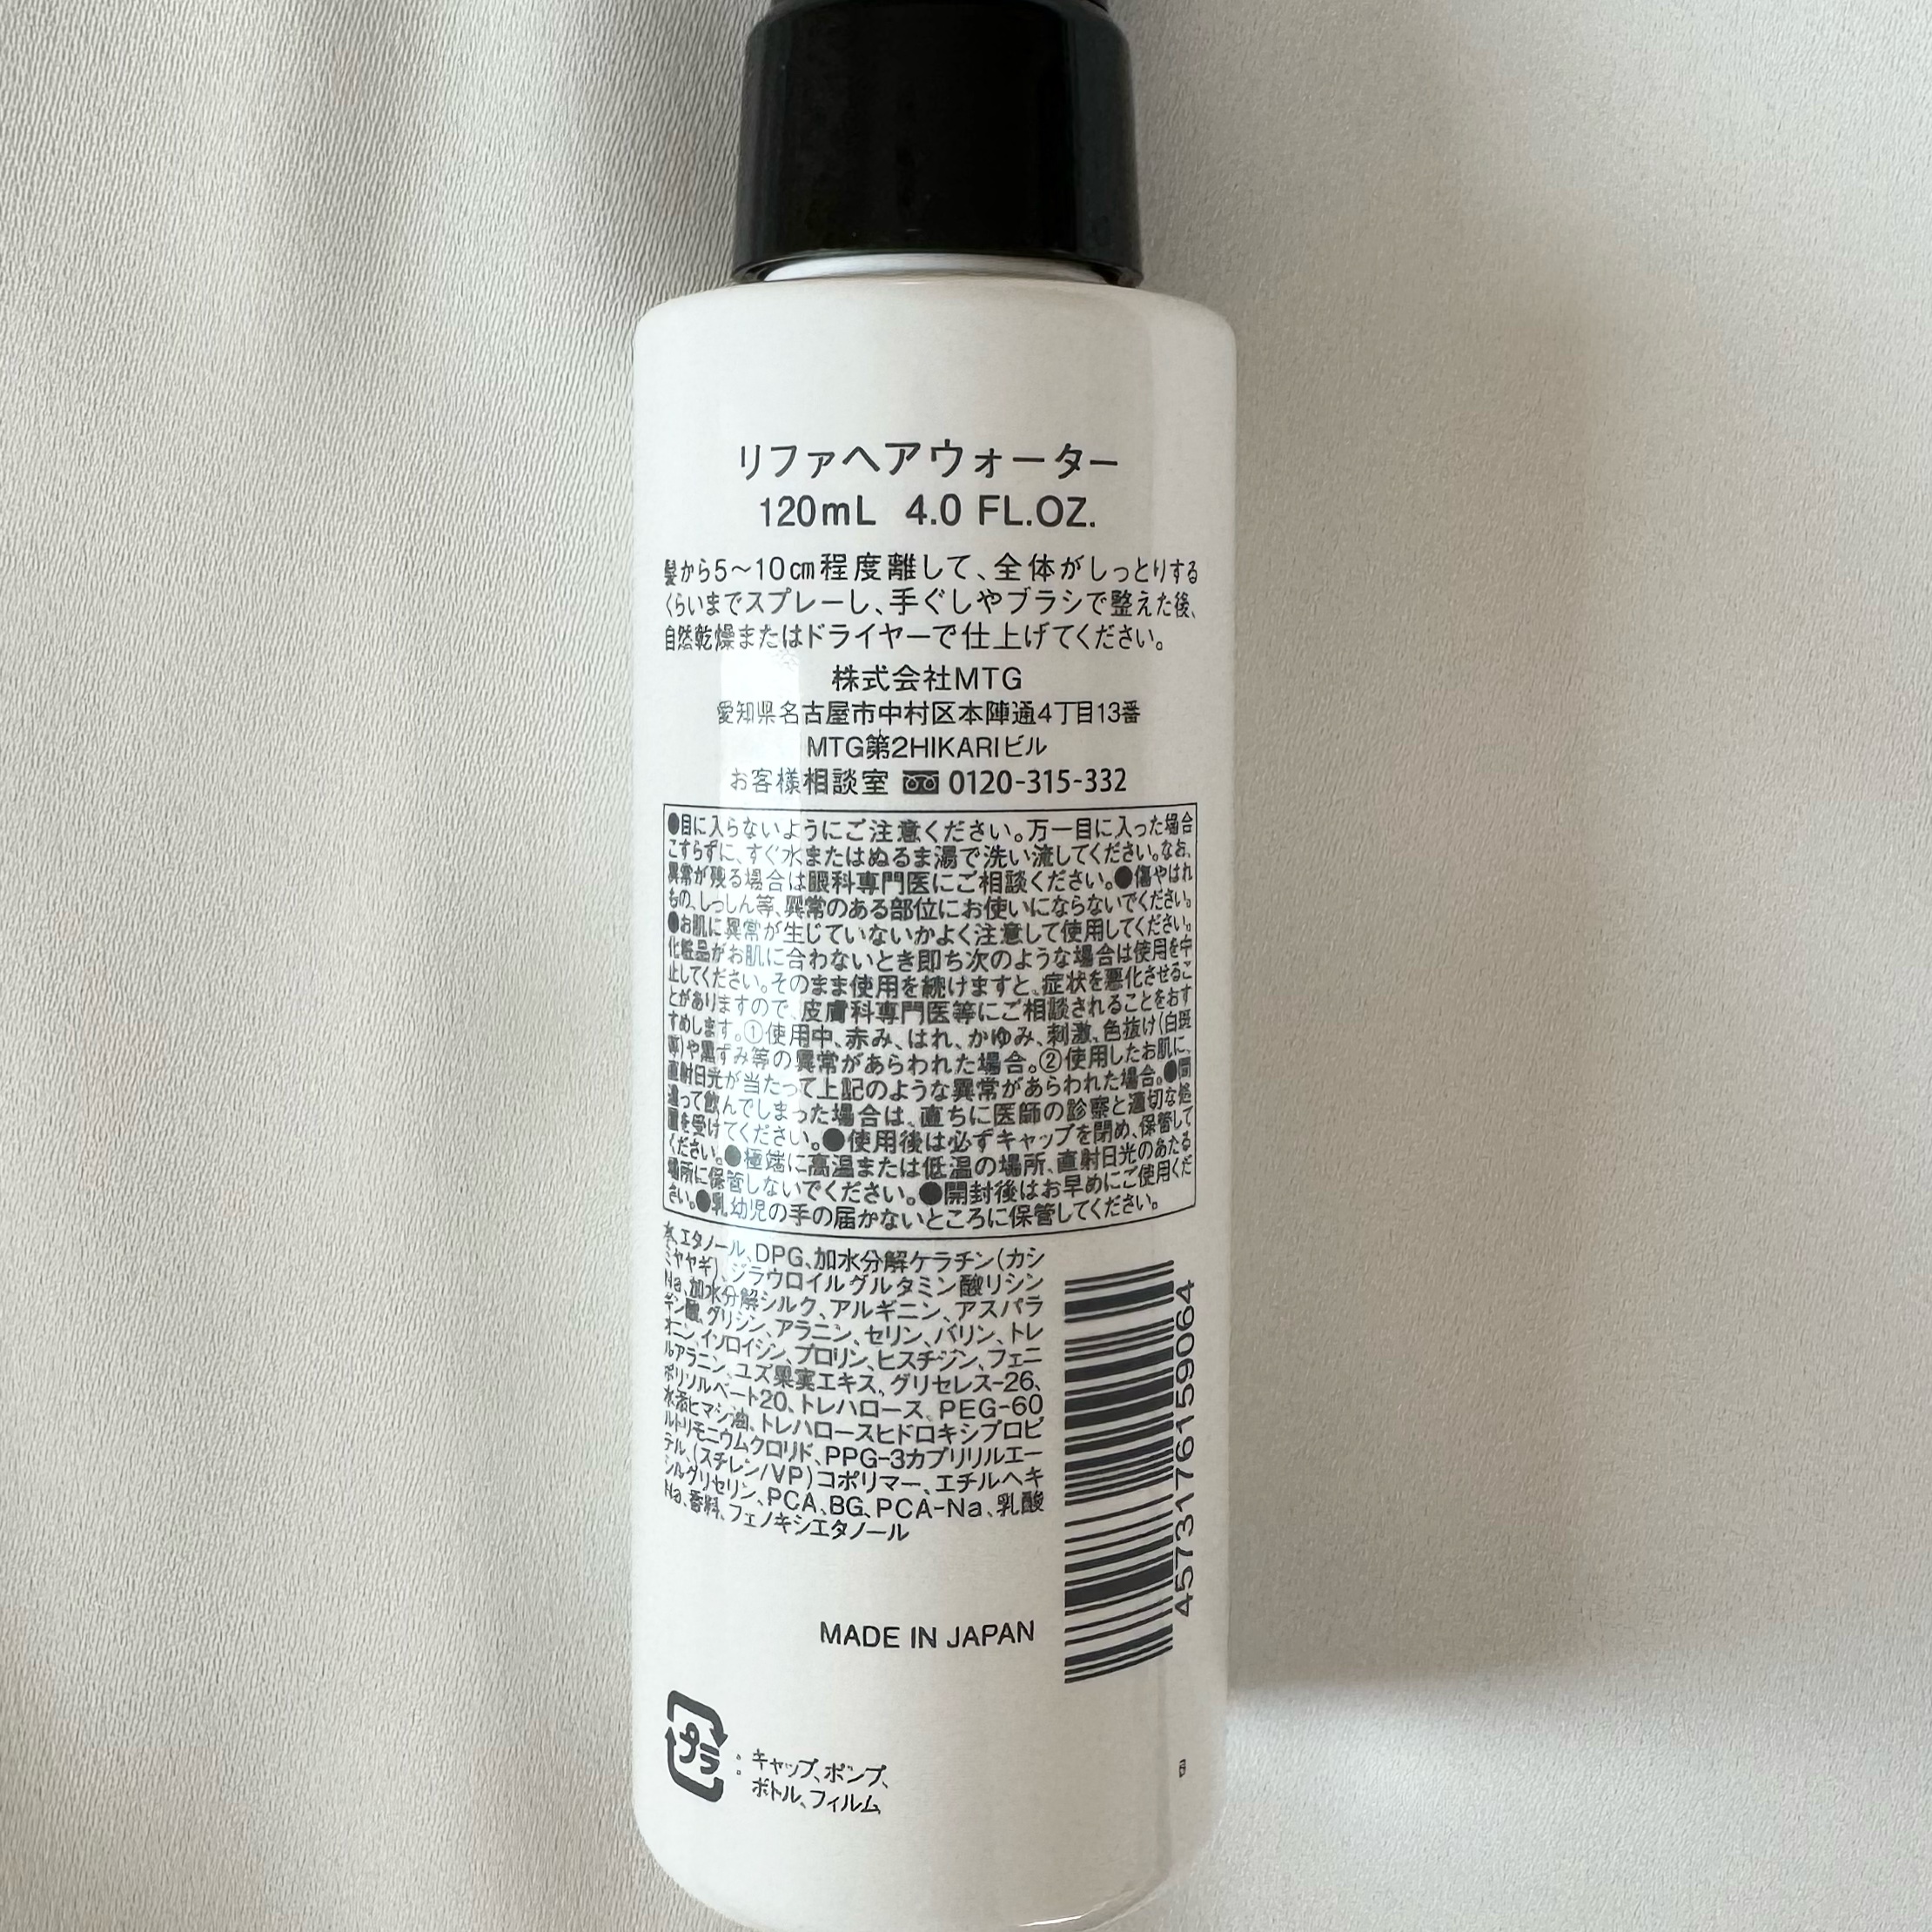 リファヘアウォーター
120mL 4.0 FL.OZ.
髪から5〜10㎝程度離して、全体がしっとりする
くらいまでスプレーし、手ぐしやブラシで整えた後、
自然乾燥またはドライヤーで仕上げてください。
株式会社MTG
愛知県名古屋市中村区本陣通4丁目13番
MTG第2HIKARIビル
お客様相談室 0120-315-332
●目に入らないようにご注意ください。万一目に入った場合
こすらずに、すぐ水またはぬるま湯で洗い流してください。なお、
異常が残る場合は眼科専門医にご相談ください。●傷やはれ
もの、しっしん等、異常のある部位にお使いにならないでください。
●お肌に異常が生じていないかよく注意して使用してください。
化粧品がお肌に合わないとき即ち次のような場合は使用を中
止してください。そのまま使用を続けますと、症状を悪化させるこ
とがありますので、皮膚科専門医等にご相談されることをおす
すめします。①使用中、赤み、はれ、かゆみ、刺激、色抜け(白斑
等)や黒ずみ等の異常があらわれた場合。②使用したお肌に、
直射日光が当たって上記のような異常があらわれた場合。●間
違って飲んでしまった場合は、直ちに医師の診察と適切な処
置を受けてください。●使用後は必ずキャップを閉め、保管して
ください。●極端に高温または低温の場所、直射日光のあたる
場所に保管しないでください。●開封後はお早めにご使用くだ
さい。●乳幼児の手の届かないところに保管してください。
水、エタノール、DPG、加水分解ケラチン(カシ
ミヤヤギ)、ジラウロイルグルタミン酸リシン
Na、加水分解シルク、アルギニン、アスパラ
ギン酸、グリシン、アラニン、セリン、バリン、トレ
オニン、イソロイシン、プロリン、ヒスチジン、フェニ
ルアラニン、ユズ果実エキス、グリセレス-26、
ポリソルベート20、トレハロース、PEG-60
水添ヒマシ油、トレハロースヒドロキシプロピ
ルトリモニウムクロリド、PPG-3カプリリルエー
テル、(スチレン/VP)コポリマー、エチルヘキ
シルグリセリン、PCA、BG、PCA-Na、乳酸
Na、香料、フェノキシエタノール
4573176159064
MADE IN JAPAN
プラ
：キャップ、ポンプ、
ボトル、フィルム